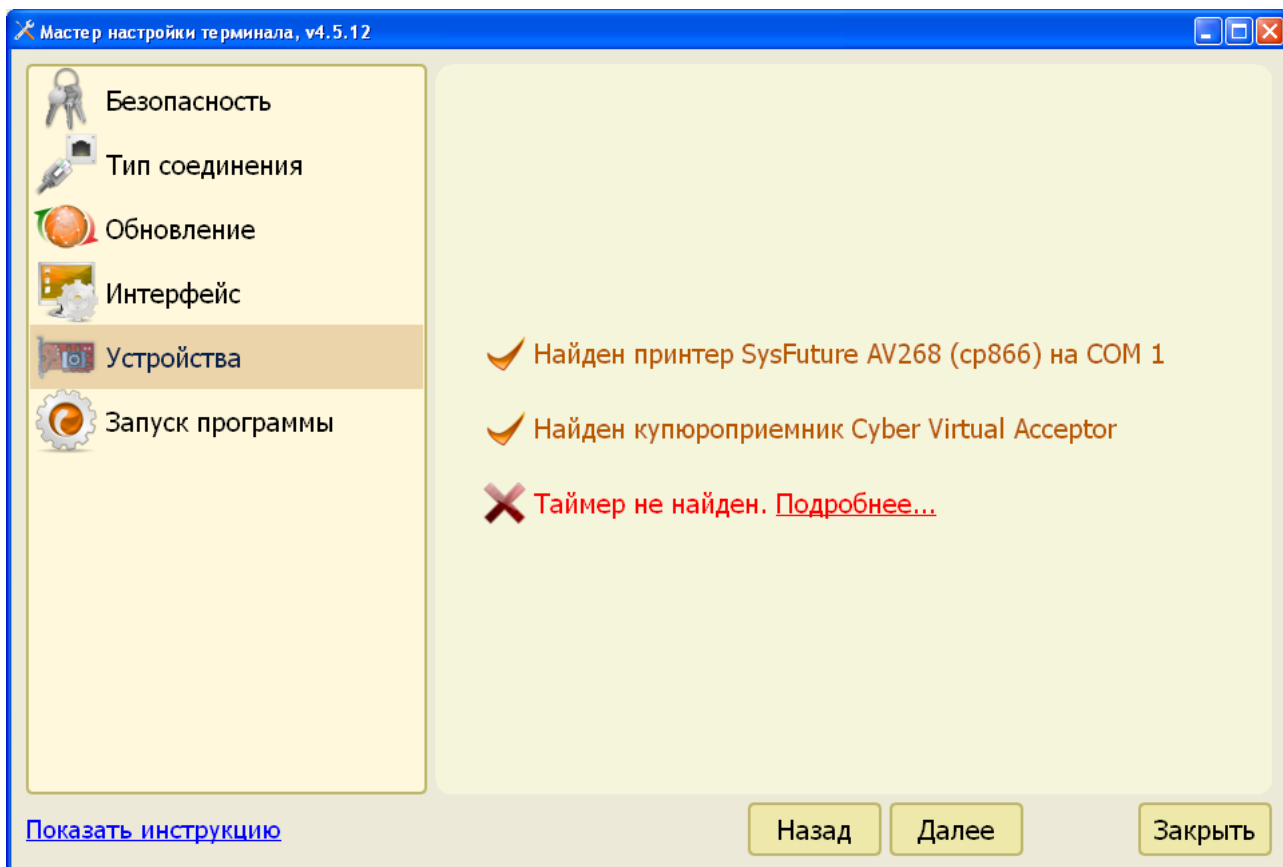 Мастер настройки терминала, v4.5.12
Безопасность
Тип соединения
Обновление
Интерфейс
Устройства
Запуск программы
Найден принтер SysFuture AV268 (cp866) на COM 1
Найден купюроприемник Cyber Virtual Acceptor
Таймер не найден. Подробнее...
Показать инструкцию
Назад
Далее
Закрыть